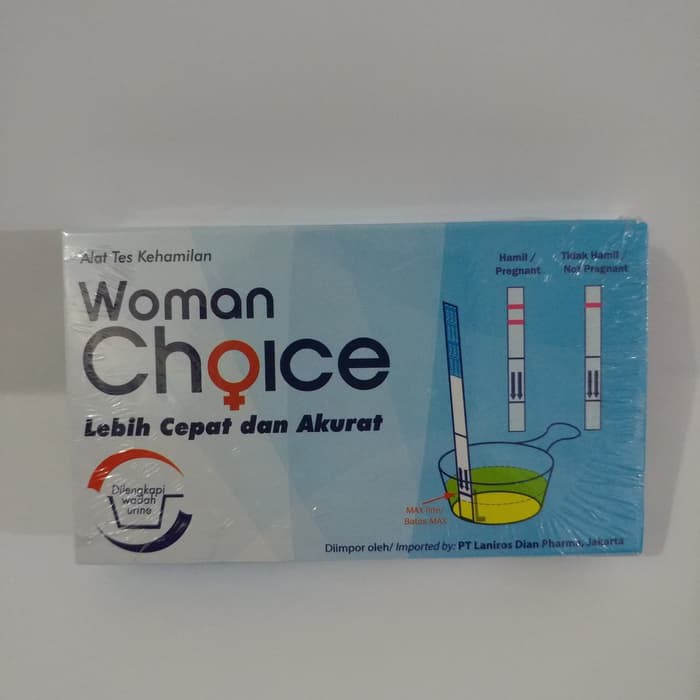 Alat Tes Kehamilan
Woman
Choice
Lebih Cepat dan Akurat
Dilengkapi
wadah
urine
Hamil /
Pregnant
Tidak Hamil /
Not Pregnant
MAX line/
Batas MAX
Diimpor oleh/ Imported by: PT Laniros Dian Pharma, Jakarta